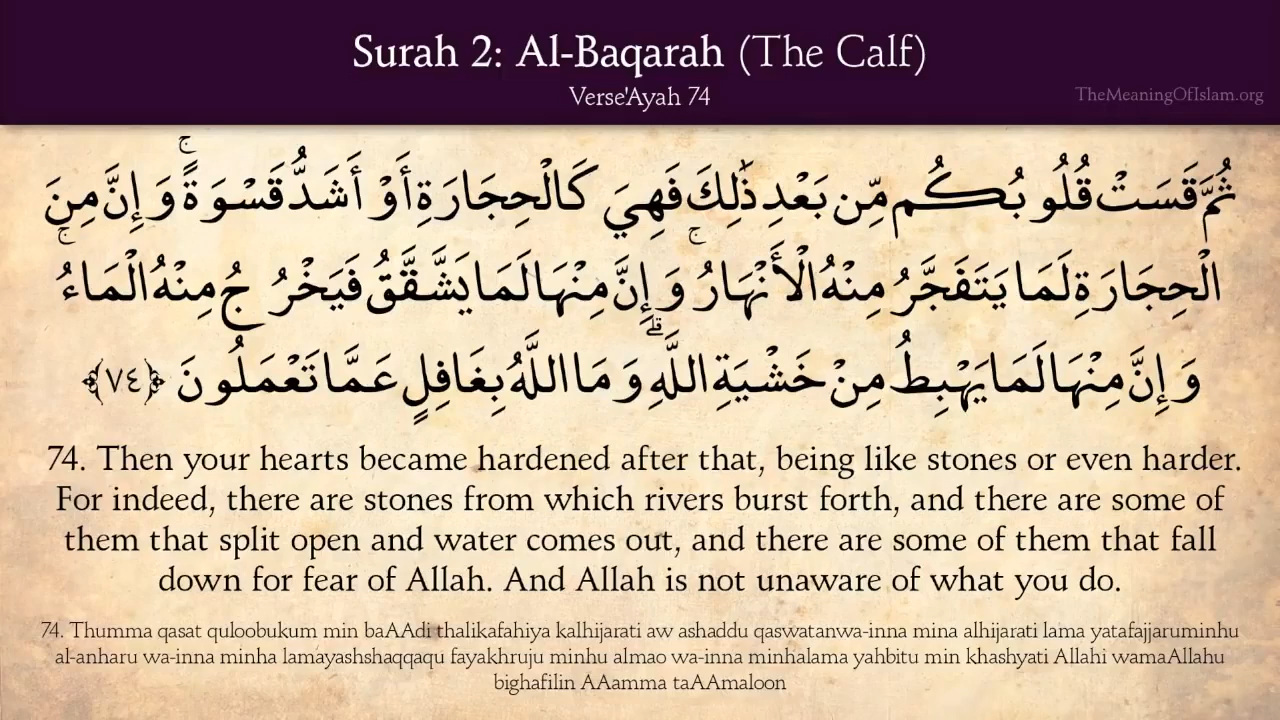 Surah 2: Al-Baqarah (The Calf)
Verse'Ayah 74
TheMeaningOfIslam.org
ثُمَّ قَسَتْ قُلُوبُكُم مِّن بَعْدِ ذَٰلِكَ فَهِيَ كَالْحِجَارَةِ أَوْ أَشَدُّ قَسْوَةً ۚ وَإِنَّ مِنَ
الْحِجَارَةِ لَمَا يَتَفَجَّرُ مِنْهُ الْأَنْهَارُ ۚ وَإِنَّ مِنْهَا لَمَا يَشَّقَّقُ فَيَخْرُجُ مِنْهُ الْمَاءُ ۚ
وَإِنَّ مِنْهَا لَمَا يَهْبِطُ مِنْ خَشْيَةِ اللَّهِ ۗ وَمَا اللَّهُ بِغَافِلٍ عَمَّا تَعْمَلُونَ ﴿٧٤﴾
74. Then your hearts became hardened after that, being like stones or even harder.
For indeed, there are stones from which rivers burst forth, and there are some of
them that split open and water comes out, and there are some of them that fall
down for fear of Allah. And Allah is not unaware of what you do.
74. Thumma qasat quloobukum min baAAdi thalikafahiya kalhijarati aw ashaddu qaswatanwa-inna mina alhijarati lama yatafajjaruminhu
al-anharu wa-inna minha lamayashshaqqaqu fayakhruju minhu almao wa-inna minhalama yahbitu min khashyati Allahi wamaAllahu
bighafilin AAamma taAAmaloon